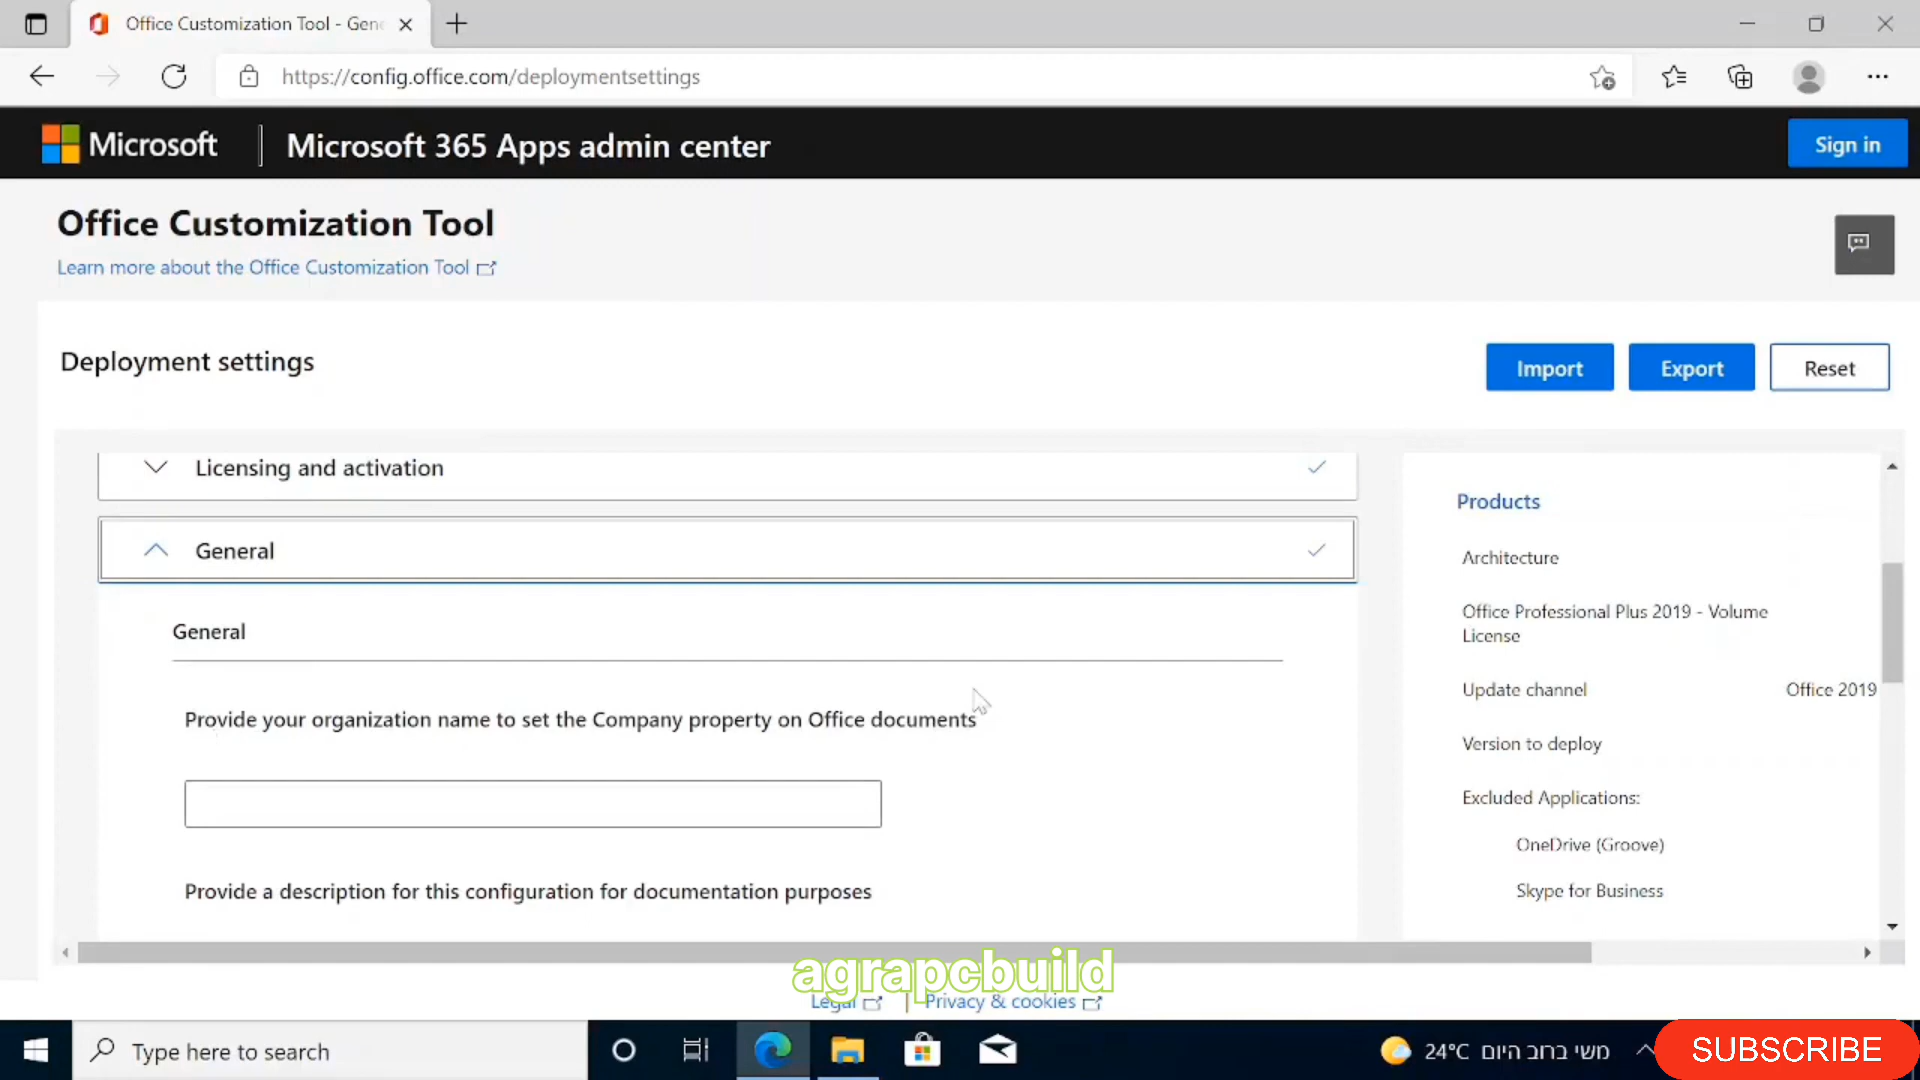 Office Customization Tool - Gen
https://config.office.com/deploymentsettings
Microsoft
Microsoft 365 Apps admin center
Sign in
Office Customization Tool
Learn more about the Office Customization Tool
Deployment settings
Import
Export
Reset
Licensing and activation
General
General
Provide your organization name to set the Company property on Office documents
Provide a description for this configuration for documentation purposes
Products
Architecture
Office Professional Plus 2019 - Volume
License
Update channel
Office 2019
Version to deploy
Excluded Applications:
OneDrive (Groove)
Skype for Business
agrapcbuild
Legal
Privacy & cookies
Type here to search
24°C משי ברוב היום
SUBSCRIBE